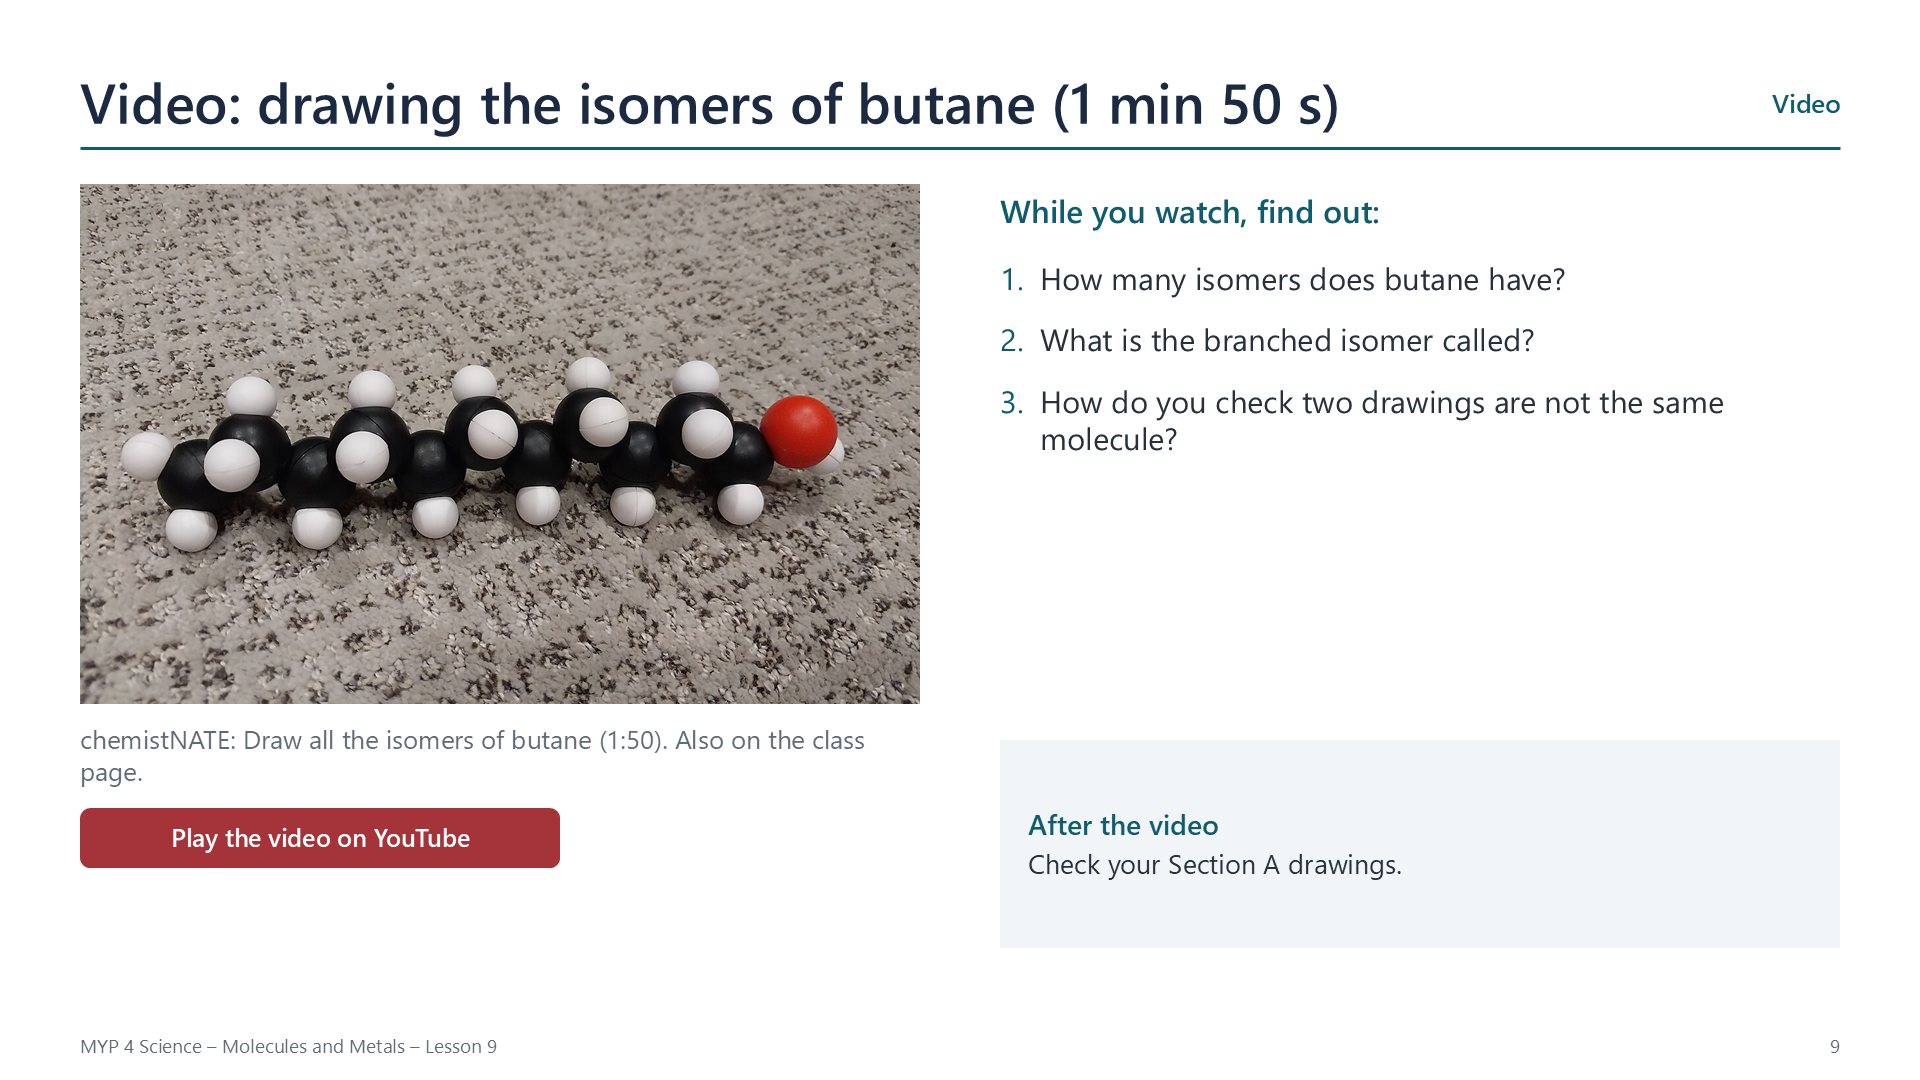 Video: drawing the isomers of butane (1 min 50 s)
Video
chemistNATE: Draw all the isomers of butane (1:50). Also on the class
page.
Play the video on YouTube
While you watch, find out:
1. How many isomers does butane have?
2. What is the branched isomer called?
3. How do you check two drawings are not the same
molecule?
After the video
Check your Section A drawings.
MYP 4 Science – Molecules and Metals – Lesson 9
9